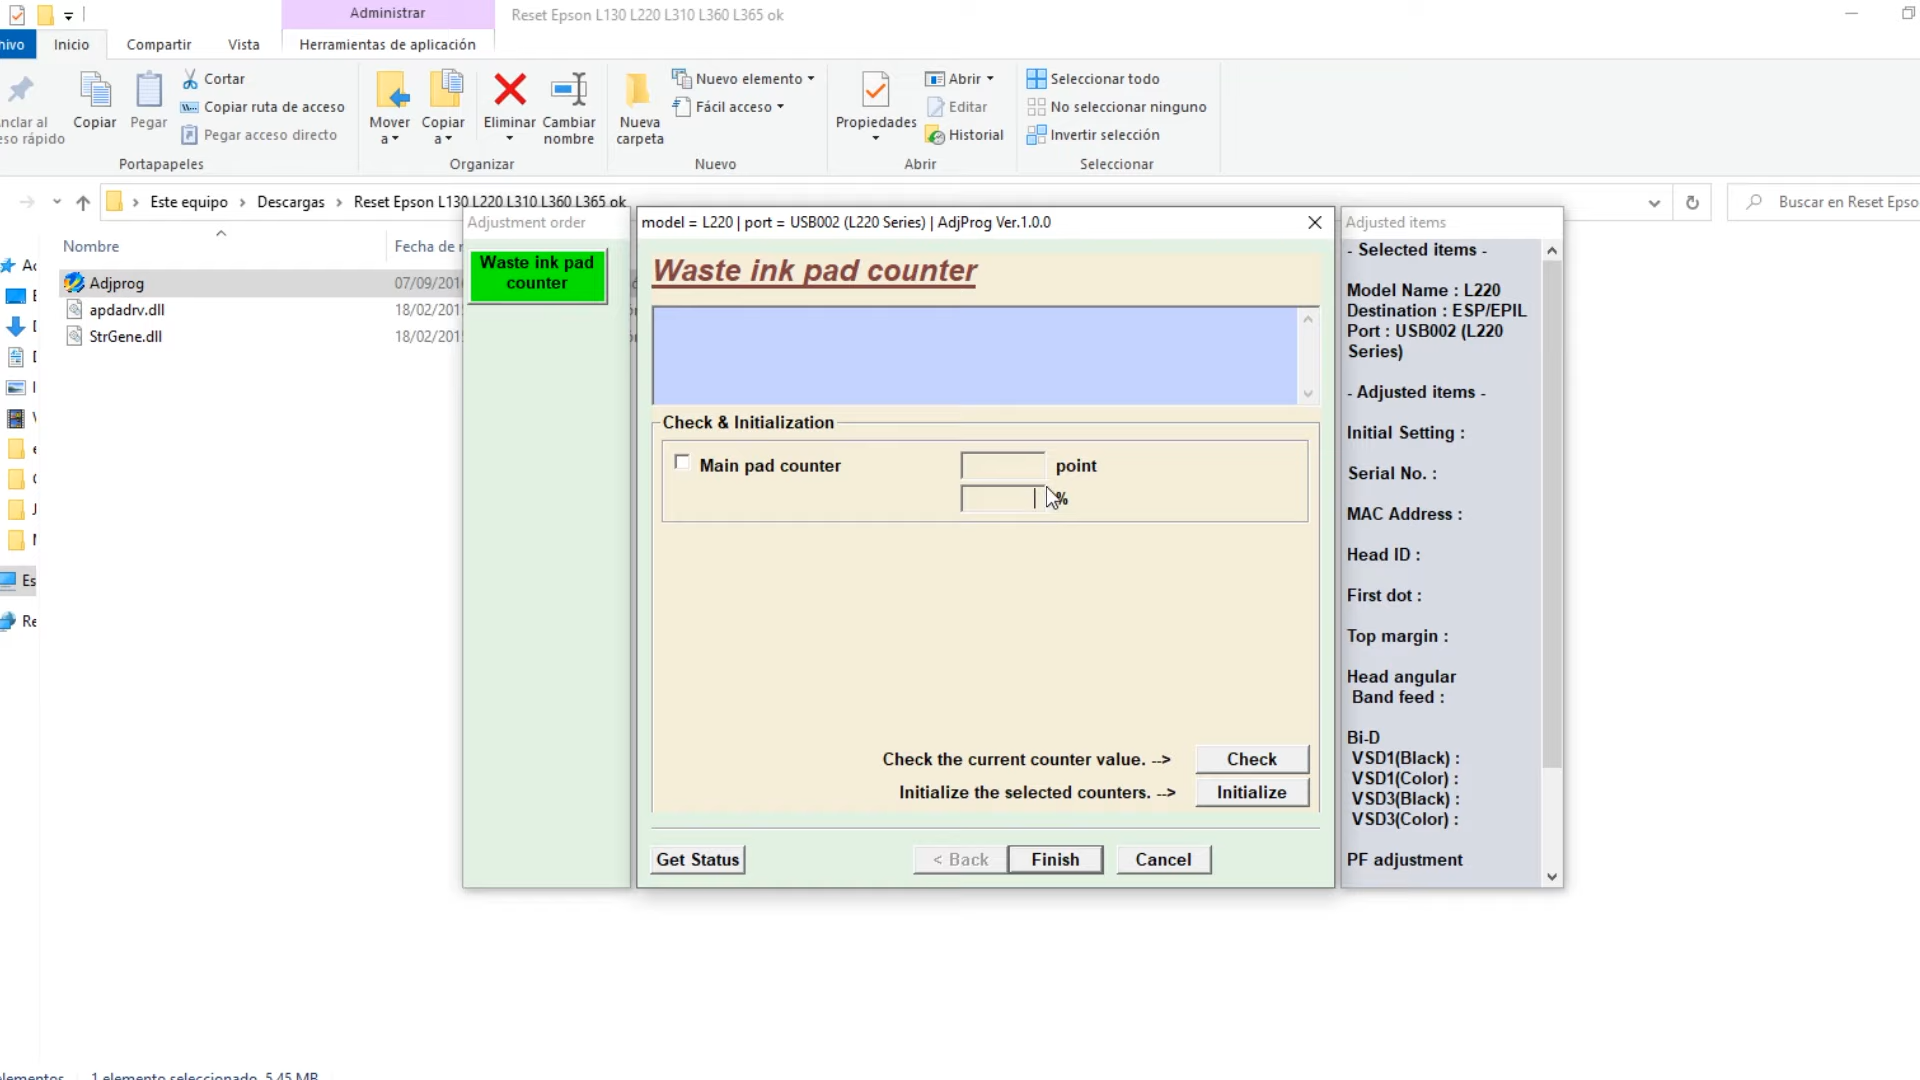 Administrar
Reset Epson L130 L220 L310 L360 L365 ok
hivo
Inicio
Compartir
Vista
Herramientas de aplicación
Cortar
Copiar ruta de acceso
Pegar acceso directo
Copiar
Pegar
Portapapeles
Mover
a
Copiar
a
Eliminar
Cambiar
nombre
Organizar
Nueva
carpeta
Nuevo elemento
Fácil acceso
Nuevo
Propiedades
Abrir
Editar
Historial
Abrir
Seleccionar todo
No seleccionar ninguno
Invertir selección
Seleccionar
Este equipo
Descargas
Reset Epson L130 L220 L310 L360 L365 ok
Buscar en Reset Epso
Nombre
Fecha de
Adjprog
07/09/201
apdadrv.dll
18/02/201
StrGene.dll
18/02/201
Es
Re
Adjustment order
Waste ink pad
counter
model = L220 | port = USB002 (L220 Series) | AdjProg Ver.1.0.0
Waste ink pad counter
Check & Initialization
Main pad counter
point
%
Check the current counter value. -->
Check
Initialize the selected counters. -->
Initialize
Get Status
< Back
Finish
Cancel
Adjusted items
- Selected items -
Model Name : L220
Destination : ESP/EPIL
Port : USB002 (L220
Series)
- Adjusted items -
Initial Setting :
Serial No. :
MAC Address :
Head ID :
First dot :
Top margin :
Head angular
Band feed :
Bi-D
VSD1(Black) :
VSD1(Color) :
VSD3(Black) :
VSD3(Color) :
PF adjustment
1 elemento seleccionado 5,45 MB